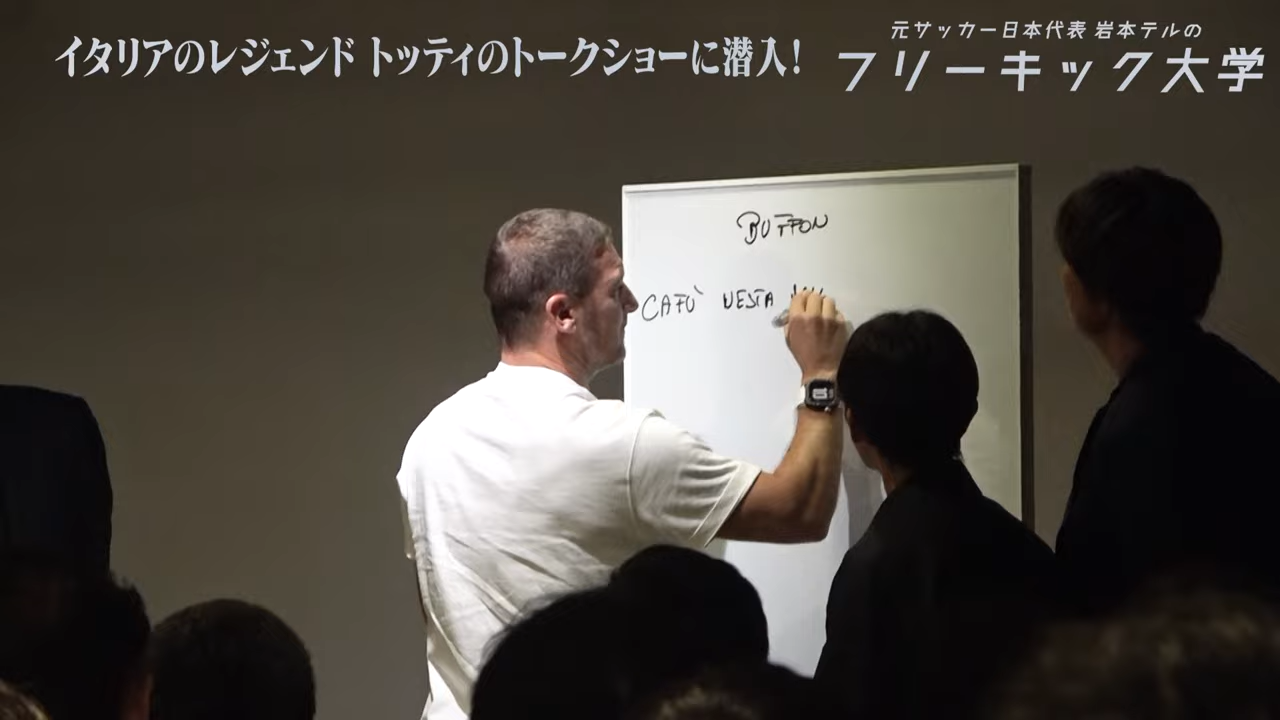 イタリアのレジェンド トッティのトークショーに潜入!
元サッカー日本代表 岩本テルの
フリーキック大学
BUFFON
CAFU` NESTA